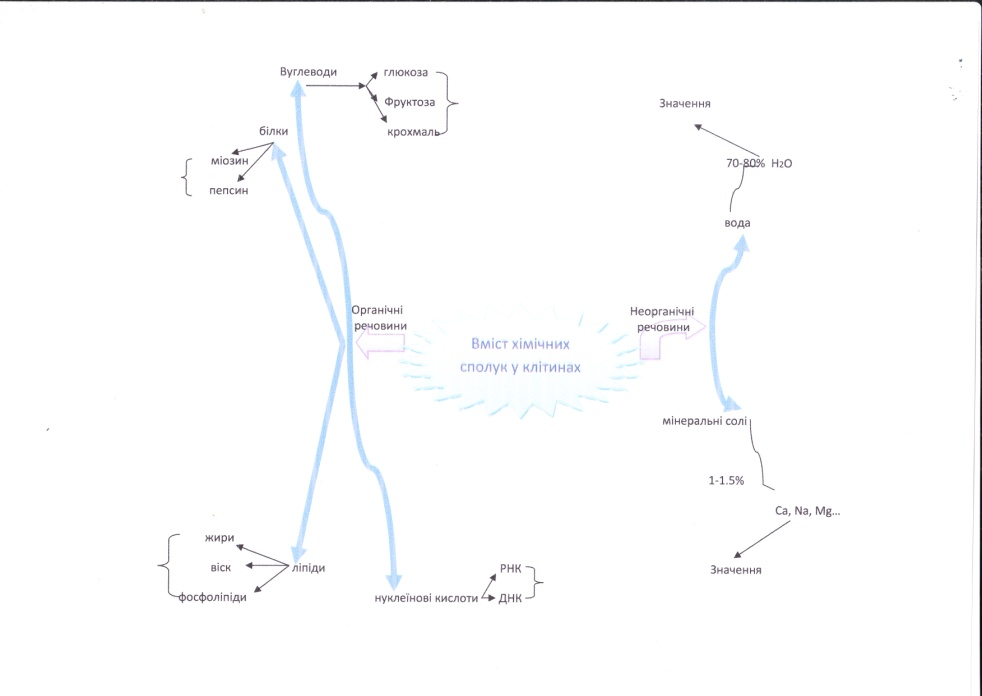 Вуглеводи
глюкоза
Фруктоза
крохмаль
білки
міозин
пепсин
Значення
70-80% H₂O
вода
Органічні
речовини
Неорганічні
речовини
Вміст хімічних
сполук у клітинах
мінеральні солі
1-1.5%
Ca, Na, Mg…
Значення
жири
віск
ліпіди
фосфоліпіди
нуклеїнові кислоти
РНК
ДНК